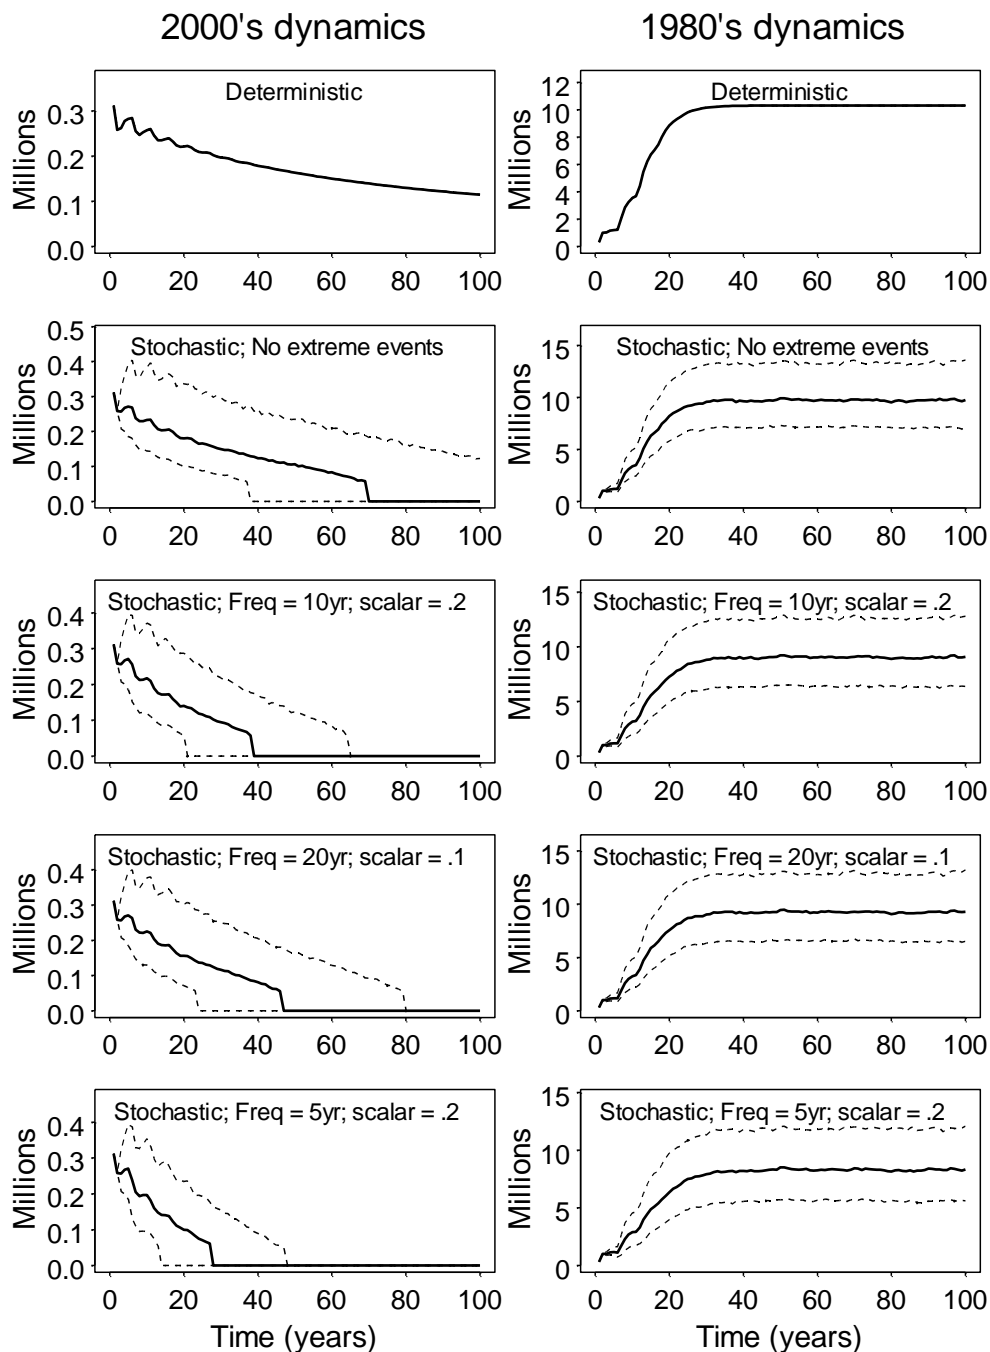 2000's dynamics
1980's dynamics
Deterministic
Millions
0.3
0.2
0.1
0.0
0 20 40 60 80 100
Deterministic
Millions
12
10
8
6
4
2
0
0 20 40 60 80 100
Stochastic; No extreme events
Millions
0.5
0.4
0.3
0.2
0.1
0.0
0 20 40 60 80 100
Stochastic; No extreme events
Millions
15
10
5
0
0 20 40 60 80 100
Stochastic; Freq = 10yr; scalar = .2
Millions
0.4
0.3
0.2
0.1
0.0
0 20 40 60 80 100
Stochastic; Freq = 10yr; scalar = .2
Millions
15
10
5
0
0 20 40 60 80 100
Stochastic; Freq = 20yr; scalar = .1
Millions
0.4
0.3
0.2
0.1
0.0
0 20 40 60 80 100
Stochastic; Freq = 20yr; scalar = .1
Millions
15
10
5
0
0 20 40 60 80 100
Stochastic; Freq = 5yr; scalar = .2
Millions
0.4
0.3
0.2
0.1
0.0
0 20 40 60 80 100
Time (years)
Stochastic; Freq = 5yr; scalar = .2
Millions
15
10
5
0
0 20 40 60 80 100
Time (years)